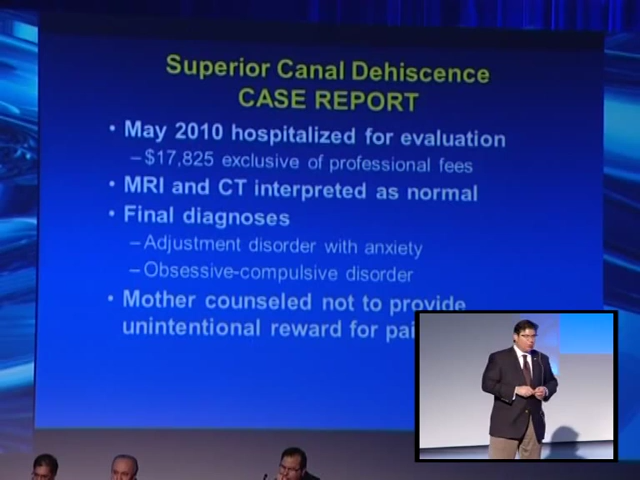 Superior Canal Dehiscence
CASE REPORT
• May 2010 hospitalized for evaluation
–$17,825 exclusive of professional fees
• MRI and CT interpreted as normal
• Final diagnoses
–Adjustment disorder with anxiety
–Obsessive-compulsive disorder
• Mother counseled not to provide
unintentional reward for